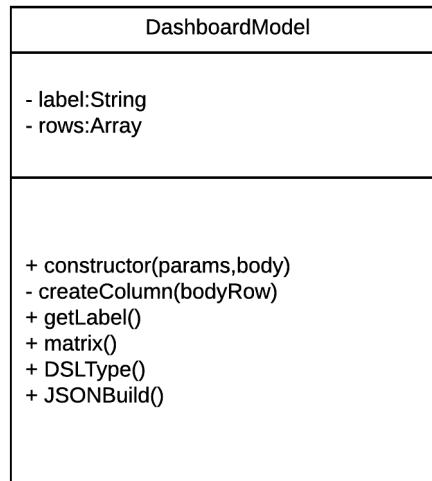 DashboardModel
- label:String
- rows:Array
+ constructor(params,body)
- createColumn(bodyRow)
+ getLabel()
+ matrix()
+ DSLType()
+ JSONBuild()